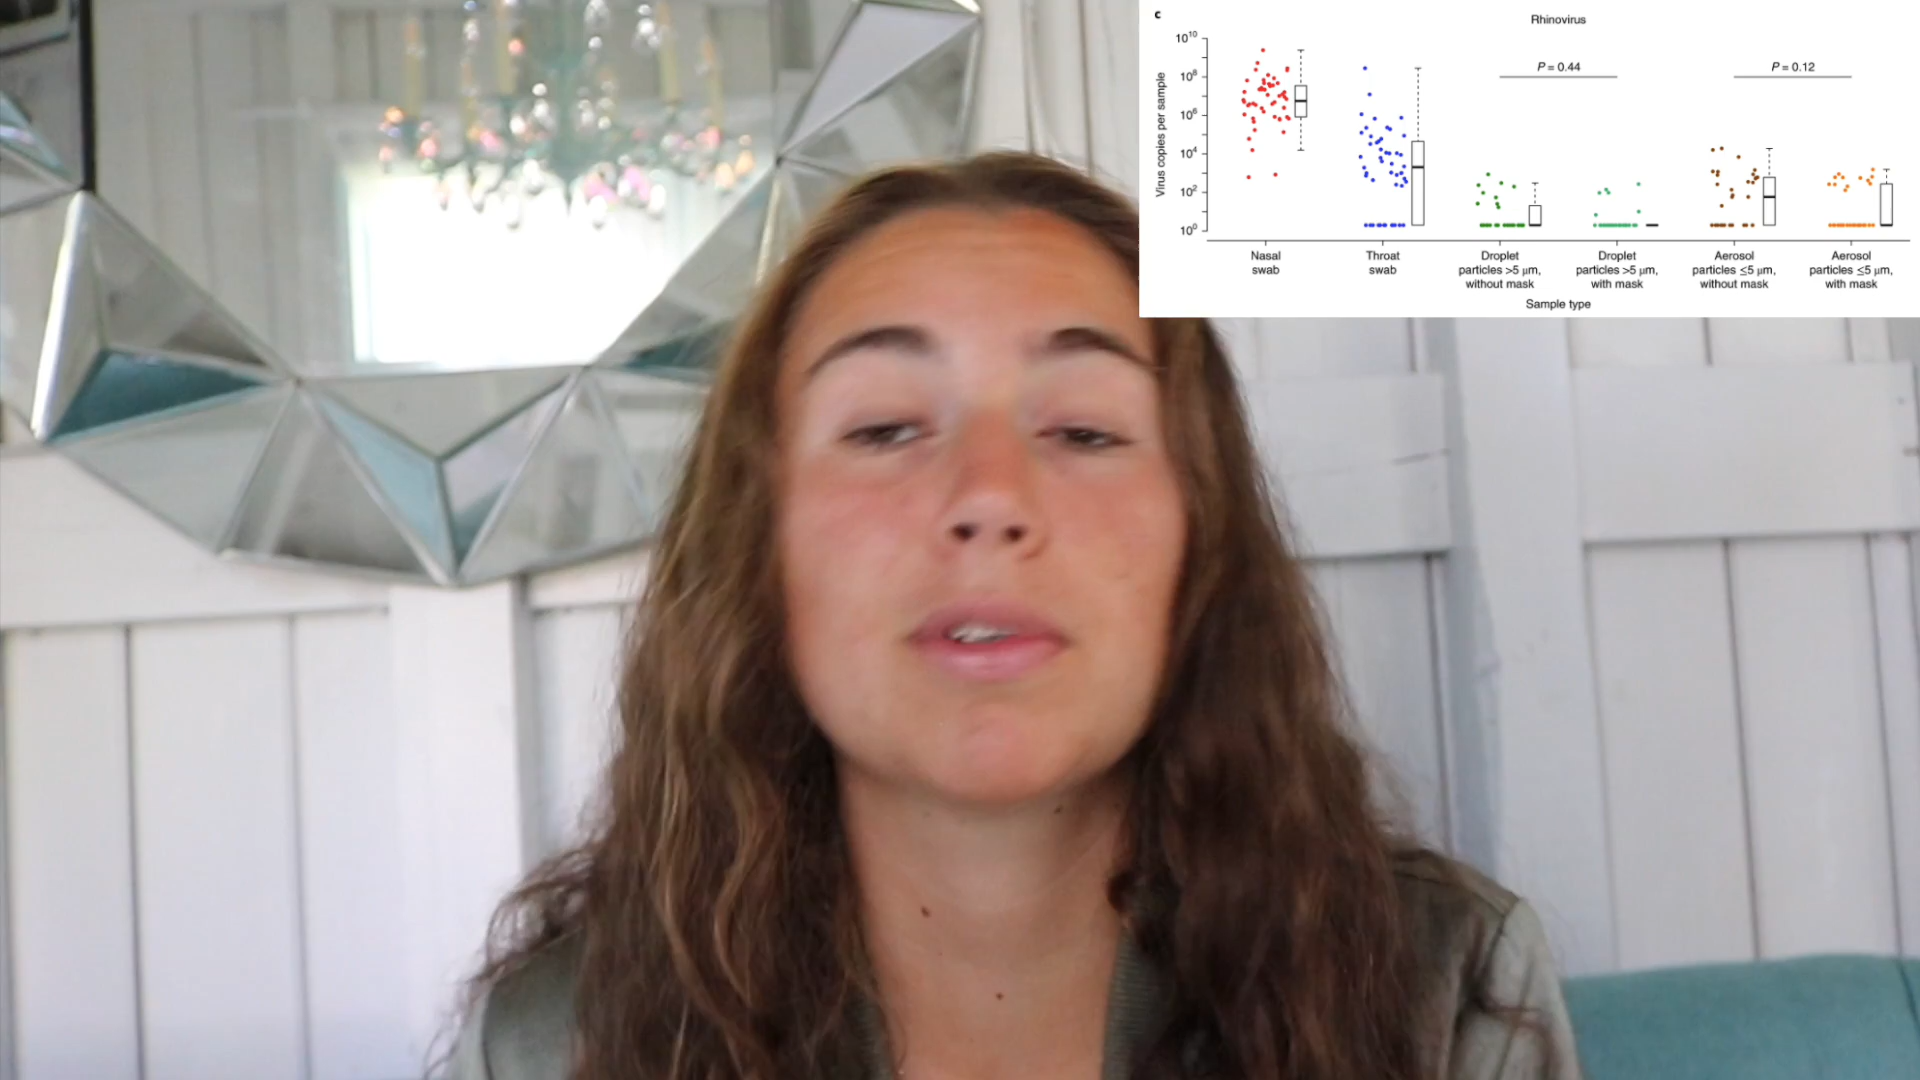 c
Rhinovirus
Virus copies per sample
10¹⁰
10⁸
10⁶
10⁴
10²
10⁰
P = 0.44
P = 0.12
Nasal
swab
Throat
swab
Droplet
particles >5 μm,
without mask
Droplet
particles >5 μm,
with mask
Aerosol
particles ≤5 μm,
without mask
Aerosol
particles ≤5 μm,
with mask
Sample type